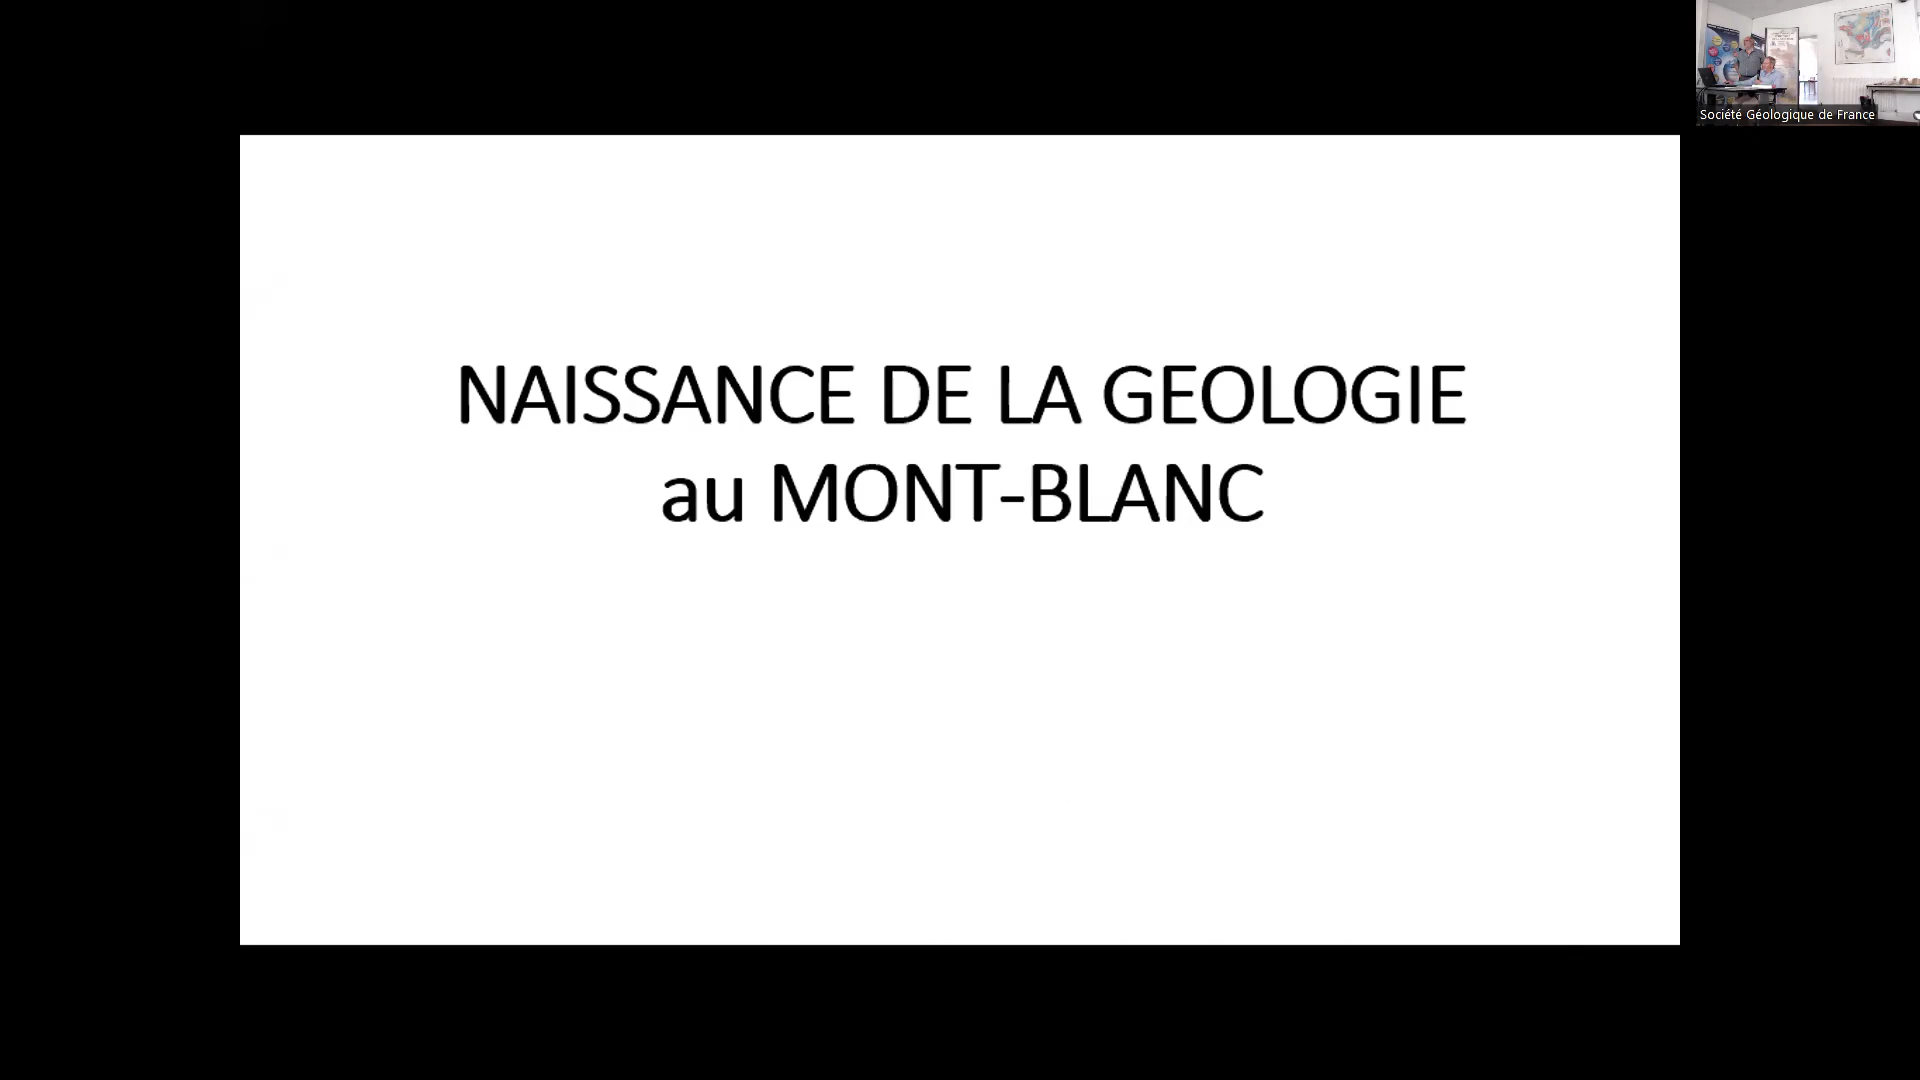 NAISSANCE DE LA GEOLOGIE
au MONT-BLANC
Société Géologique de France